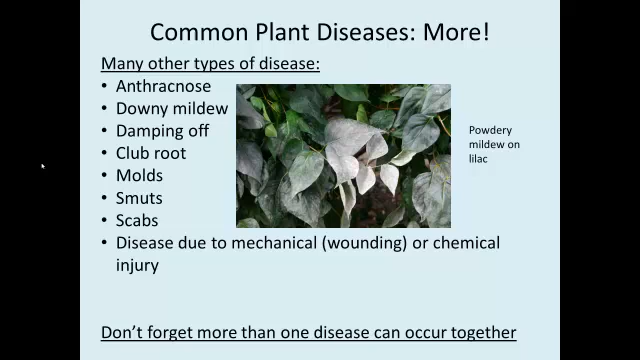 Common Plant Diseases: More!
Many other types of disease:
• Anthracnose
• Downy mildew
• Damping off
• Club root
• Molds
• Smuts
• Scabs
• Disease due to mechanical (wounding) or chemical
injury
Powdery
mildew on
lilac
Don't forget more than one disease can occur together